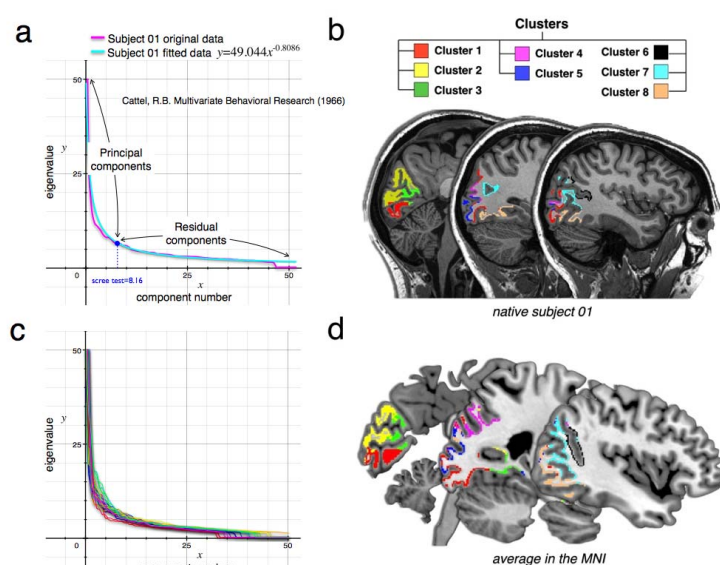 a
Subject 01 original data
Subject 01 fitted data y=49.044x^-0.8086
50
Cattel, R.B. Multivariate Behavioral Research (1966)
y
eigenvalue
Principal
components
25
Residual
components
0
25
50
x
scree test=8.16
component number
b
Clusters
Cluster 1
Cluster 2
Cluster 3
Cluster 4
Cluster 5
Cluster 6
Cluster 7
Cluster 8
native subject 01
c
50
y
eigenvalue
25
0
25
50
x
d
average in the MNI